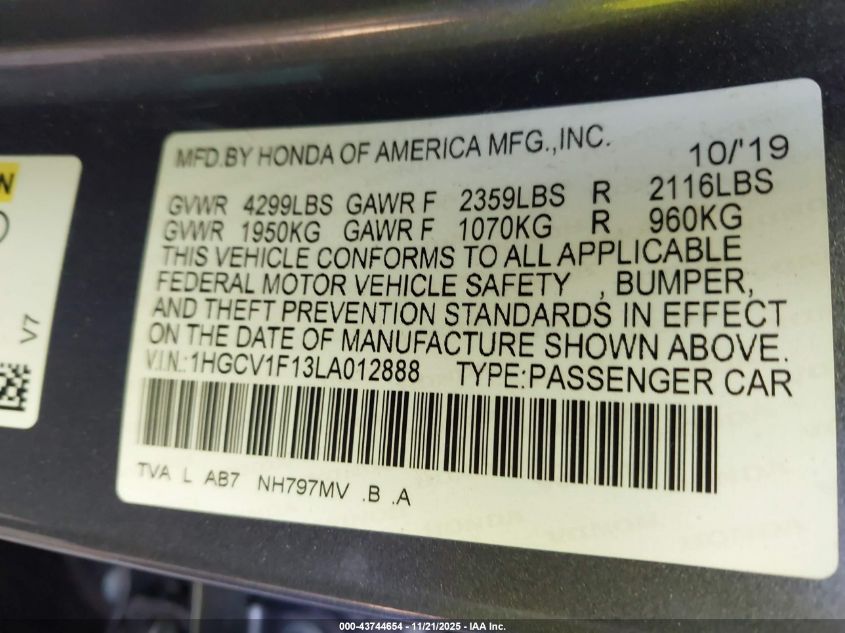 MFD.BY HONDA OF AMERICA MFG.,INC. 10/'19
GVWR 4299LBS GAWR F 2359LBS R 2116LBS
GVWR 1950KG GAWR F 1070KG R 960KG
THIS VEHICLE CONFORMS TO ALL APPLICABLE
FEDERAL MOTOR VEHICLE SAFETY , BUMPER,
AND THEFT PREVENTION STANDARDS IN EFFECT
ON THE DATE OF MANUFACTURE SHOWN ABOVE.
V.I.N.:1HGCV1F13LA012888 TYPE:PASSENGER CAR
TVA L AB7 NH797MV .B .A
N
V7
000-43744654 - 11/21/2025 - IAA Inc.